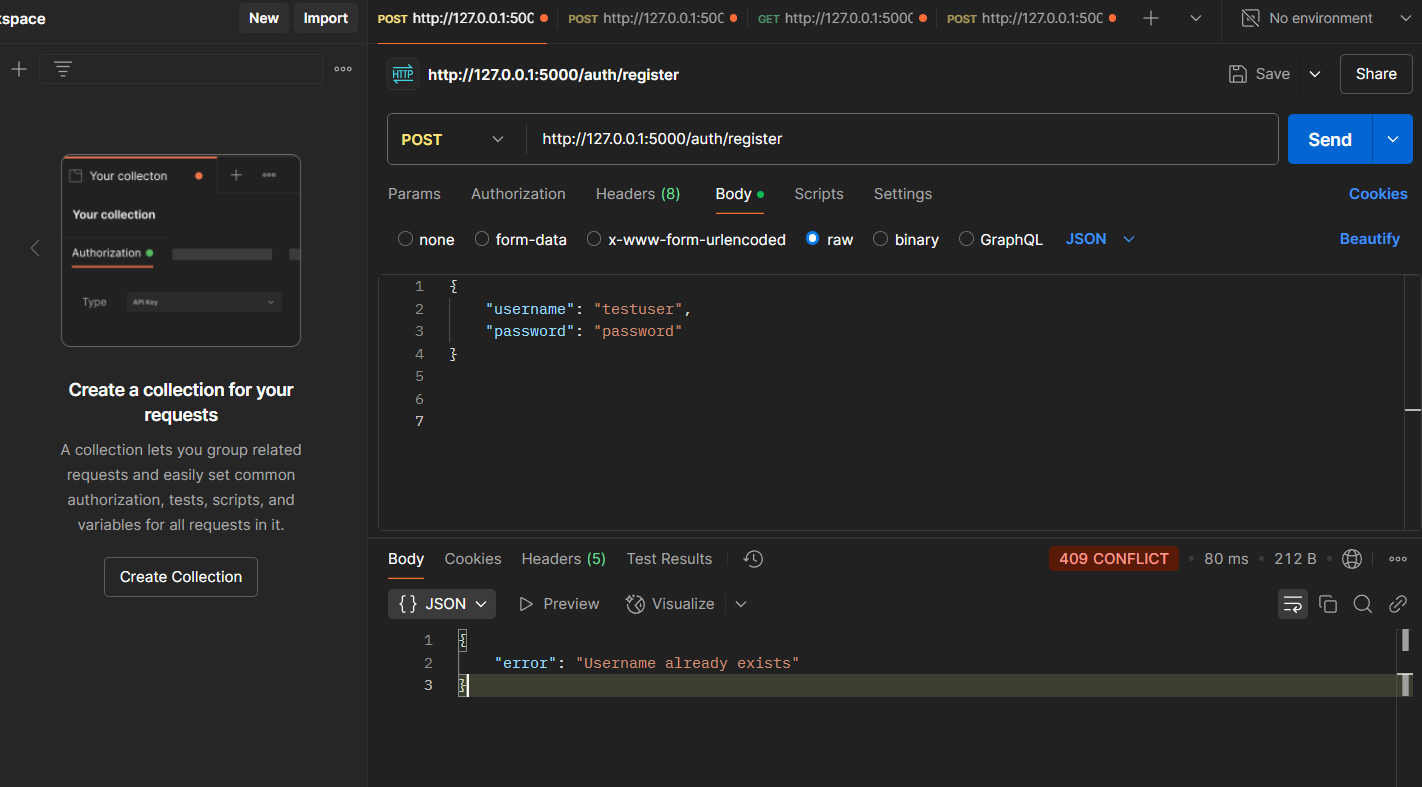 kspace
New
Import
POST http://127.0.0.1:500
POST http://127.0.0.1:500
GET http://127.0.0.1:5000
POST http://127.0.0.1:500
No environment
HTTP
http://127.0.0.1:5000/auth/register
Save
Share
POST
http://127.0.0.1:5000/auth/register
Send
Params
Authorization
Headers (8)
Body
Scripts
Settings
Cookies
none
form-data
x-www-form-urlencoded
raw
binary
GraphQL
JSON
Beautify
1 {
2 "username": "testuser",
3 "password": "password"
4 }
5
6
7
Your collecton
Your collection
Authorization
Type
API Key
Create a collection for your
requests
A collection lets you group related
requests and easily set common
authorization, tests, scripts, and
variables for all requests in it.
Create Collection
Body
Cookies
Headers (5)
Test Results
409 CONFLICT
80 ms
212 B
{} JSON
Preview
Visualize
1 {
2 "error": "Username already exists"
3 }